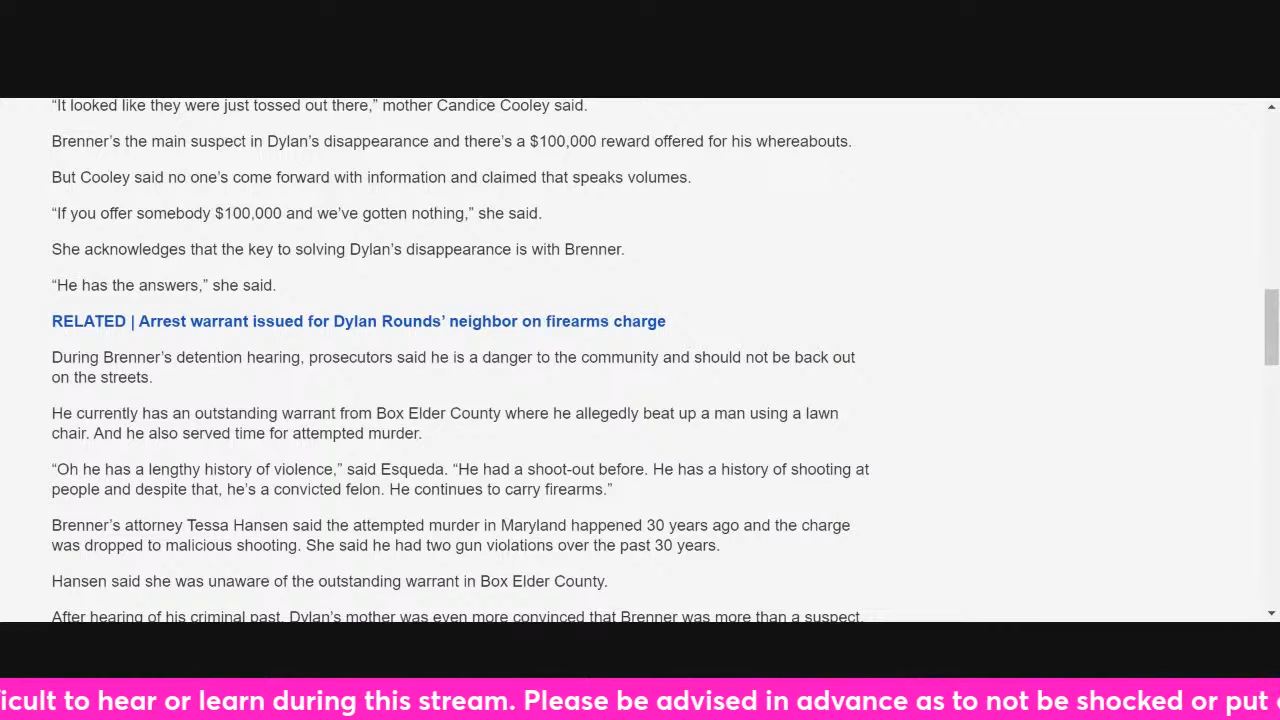 “It looked like they were just tossed out there,” mother Candice Cooley said.
Brenner’s the main suspect in Dylan’s disappearance and there’s a $100,000 reward offered for his whereabouts.
But Cooley said no one’s come forward with information and claimed that speaks volumes.
“If you offer somebody $100,000 and we’ve gotten nothing,” she said.
She acknowledges that the key to solving Dylan’s disappearance is with Brenner.
“He has the answers,” she said.
RELATED | Arrest warrant issued for Dylan Rounds’ neighbor on firearms charge
During Brenner’s detention hearing, prosecutors said he is a danger to the community and should not be back out
on the streets.
He currently has an outstanding warrant from Box Elder County where he allegedly beat up a man using a lawn
chair. And he also served time for attempted murder.
“Oh he has a lengthy history of violence,” said Esqueda. “He had a shoot-out before. He has a history of shooting at
people and despite that, he’s a convicted felon. He continues to carry firearms.”
Brenner’s attorney Tessa Hansen said the attempted murder in Maryland happened 30 years ago and the charge
was dropped to malicious shooting. She said he had two gun violations over the past 30 years.
Hansen said she was unaware of the outstanding warrant in Box Elder County.
After hearing of his criminal past, Dylan’s mother was even more convinced that Brenner was more than a suspect.
icult to hear or learn during this stream. Please be advised in advance as to not be shocked or put